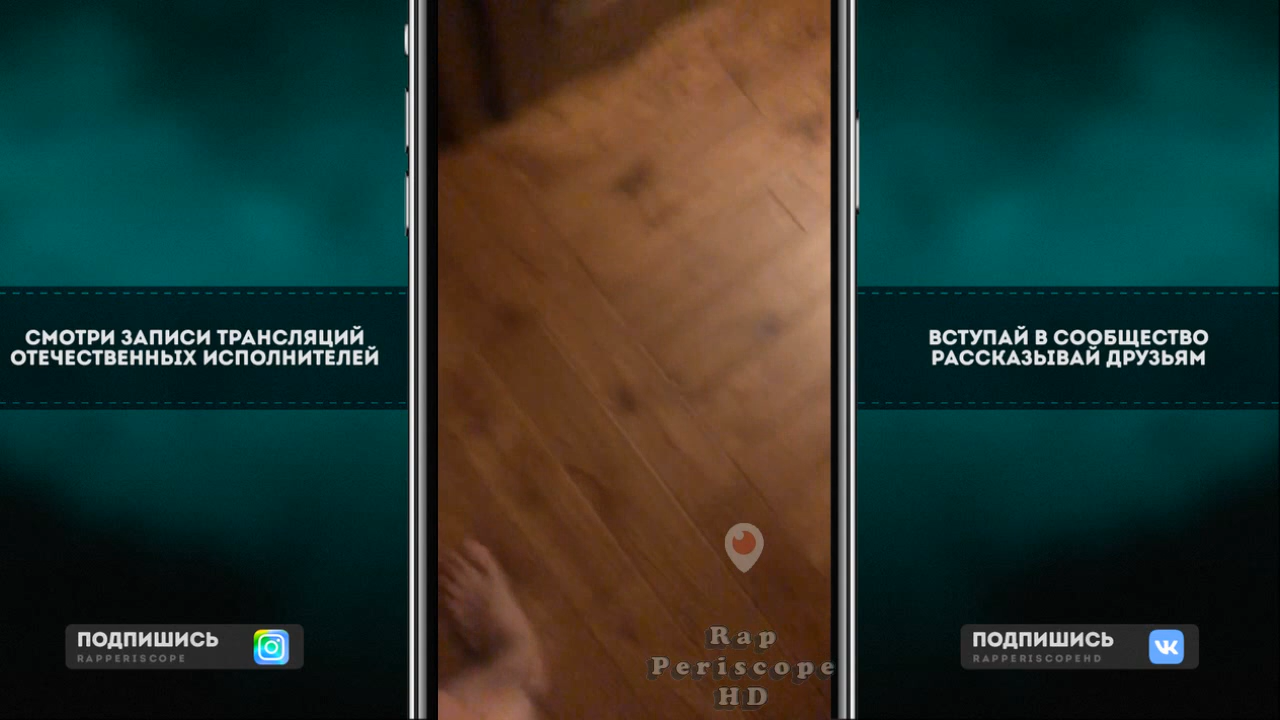 СМОТРИ ЗАПИСИ ТРАНСЛЯЦИЙ
ОТЕЧЕСТВЕННЫХ ИСПОЛНИТЕЛЕЙ
ВСТУПАЙ В СООБЩЕСТВО
РАССКАЗЫВАЙ ДРУЗЬЯМ
ПОДПИШИСЬ
RAPPERISCOPE
Rap
Periscope
HD
ПОДПИШИСЬ
RAPPERISCOPEHD